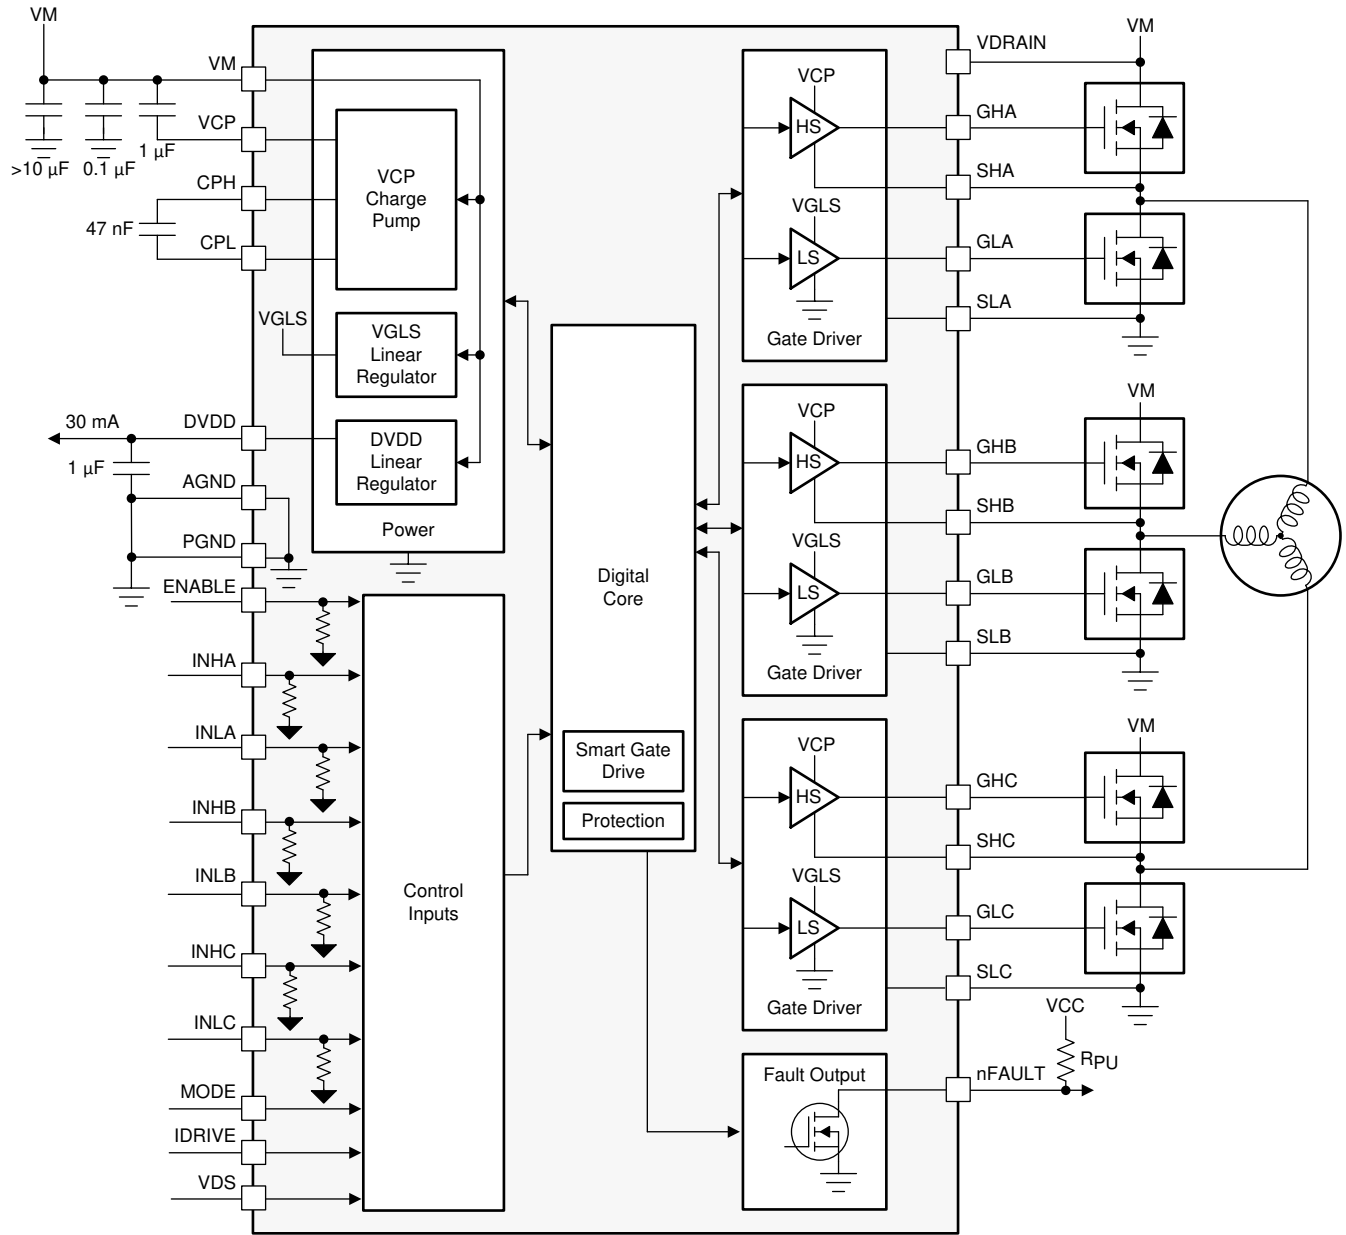 VM
VM
VCP
>10 µF
0.1 µF
1 µF
CPH
47 nF
CPL
VCP
Charge
Pump
VGLS
VGLS
Linear
Regulator
30 mA
DVDD
1 µF
DVDD
Linear
Regulator
AGND
PGND
Power
ENABLE
INHA
INLA
INHB
INLB
INHC
INLC
MODE
IDRIVE
VDS
Control
Inputs
Digital
Core
Smart Gate
Drive
Protection
VCP
HS
VGLS
LS
Gate Driver
VCP
HS
VGLS
LS
Gate Driver
VCP
HS
VGLS
LS
Gate Driver
Fault Output
VDRAIN
VM
GHA
SHA
GLA
SLA
VM
GHB
SHB
GLB
SLB
VM
GHC
SHC
GLC
SLC
VCC
RPU
nFAULT